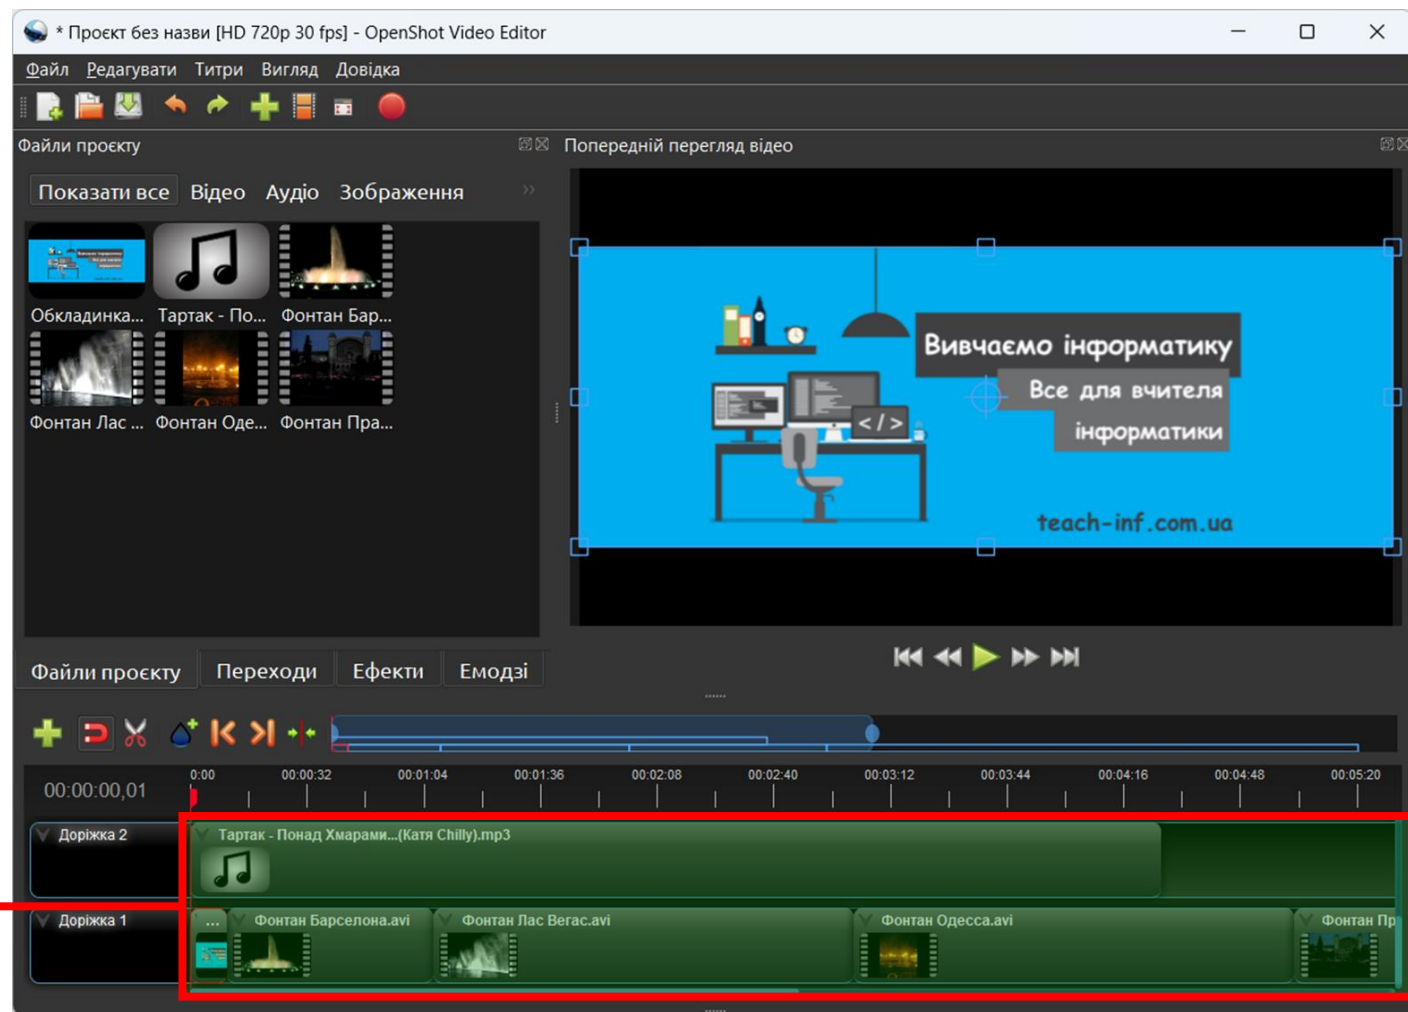 * Проєкт без назви [HD 720p 30 fps] - OpenShot Video Editor
Файл Редагувати Титри Вигляд Довідка
Файли проєкту
Попередній перегляд відео
Показати все Відео Аудіо Зображення
Обкладинка... Тартак - По... Фонтан Бар...
Фонтан Лас ... Фонтан Оде... Фонтан Пра...
Вивчаємо інформатику
Все для вчителя
інформатики
</>
teach-inf.com.ua
Файли проєкту Переходи Ефекти Емодзі
00:00:00,01
0:00 00:00:32 00:01:04 00:01:36 00:02:08 00:02:40 00:03:12 00:03:44 00:04:16 00:04:48 00:05:20
Доріжка 2
Тартак - Понад Хмарами...(Катя Chilly).mp3
Доріжка 1
... Фонтан Барселона.avi Фонтан Лас Вегас.avi Фонтан Одесса.avi Фонтан Пр